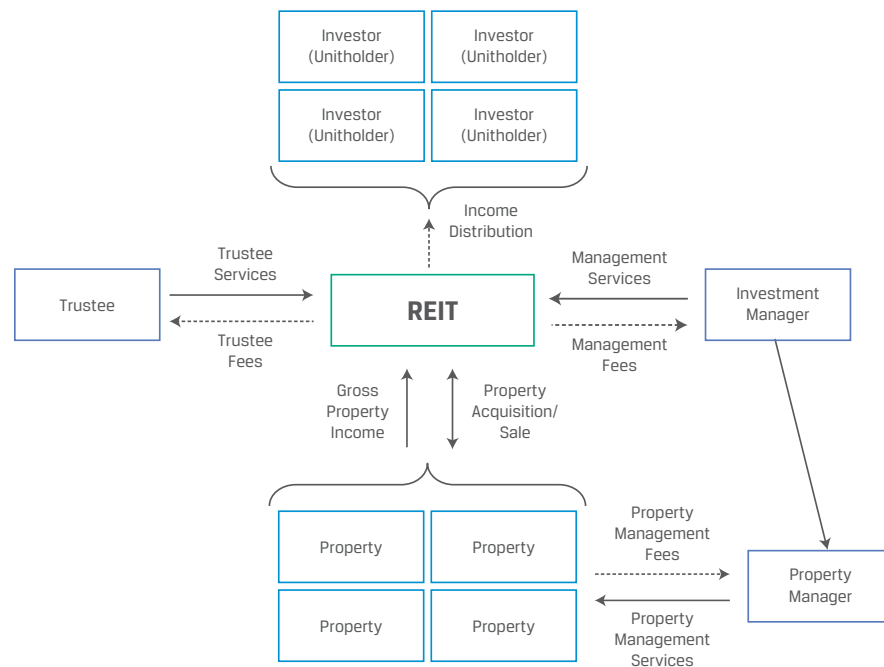 Investor
(Unitholder)
Investor
(Unitholder)
Investor
(Unitholder)
Investor
(Unitholder)
Income
Distribution
Trustee
Services
Management
Services
Trustee
REIT
Investment
Manager
Trustee
Fees
Management
Fees
Gross
Property
Income
Property
Acquisition/
Sale
Property
Property
Property
Management
Fees
Property
Manager
Property
Property
Property
Management
Services